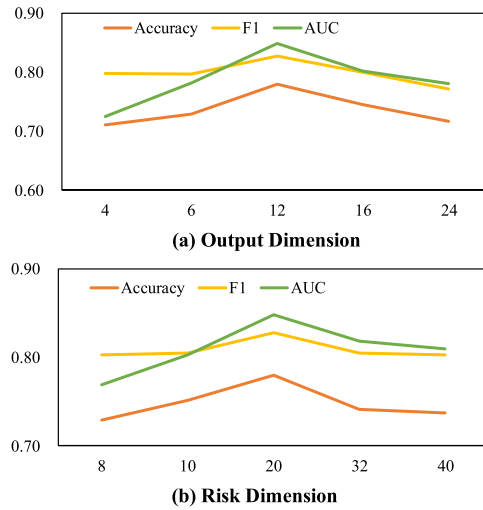 0.90
Accuracy F1 AUC
0.80
0.70
0.60
4 6 12 16 24
(a) Output Dimension
0.90
Accuracy F1 AUC
0.80
0.70
8 10 20 32 40
(b) Risk Dimension